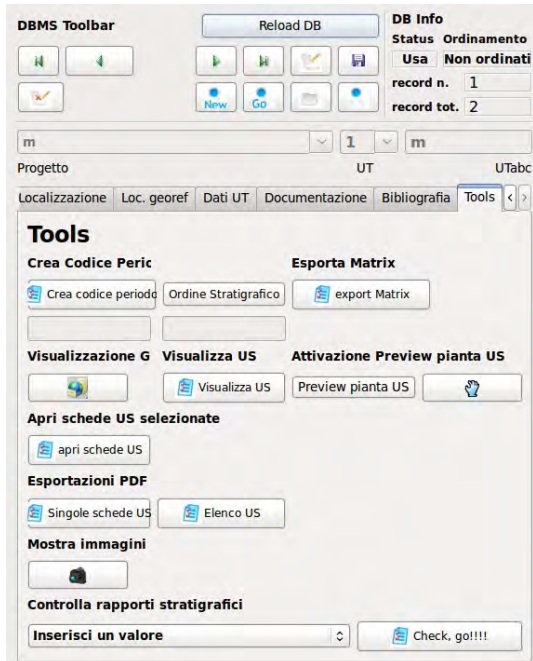 DBMS Toolbar
Reload DB
DB Info
Status Ordinamento
Usa Non ordinati
record n. 1
New Go
record tot. 2
m 1 m
Progetto UT UTabc
Localizzazione Loc. georef Dati UT Documentazione Bibliografia Tools
Tools
Crea Codice Peric Esporta Matrix
Crea codice periodo Ordine Stratigrafico export Matrix
Visualizzazione G Visualizza US Attivazione Preview pianta US
Visualizza US Preview pianta US
Apri schede US selezionate
apri schede US
Esportazioni PDF
Singole schede US Elenco US
Mostra immagini
Controlla rapporti stratigrafici
Inserisci un valore Check, go!!!!